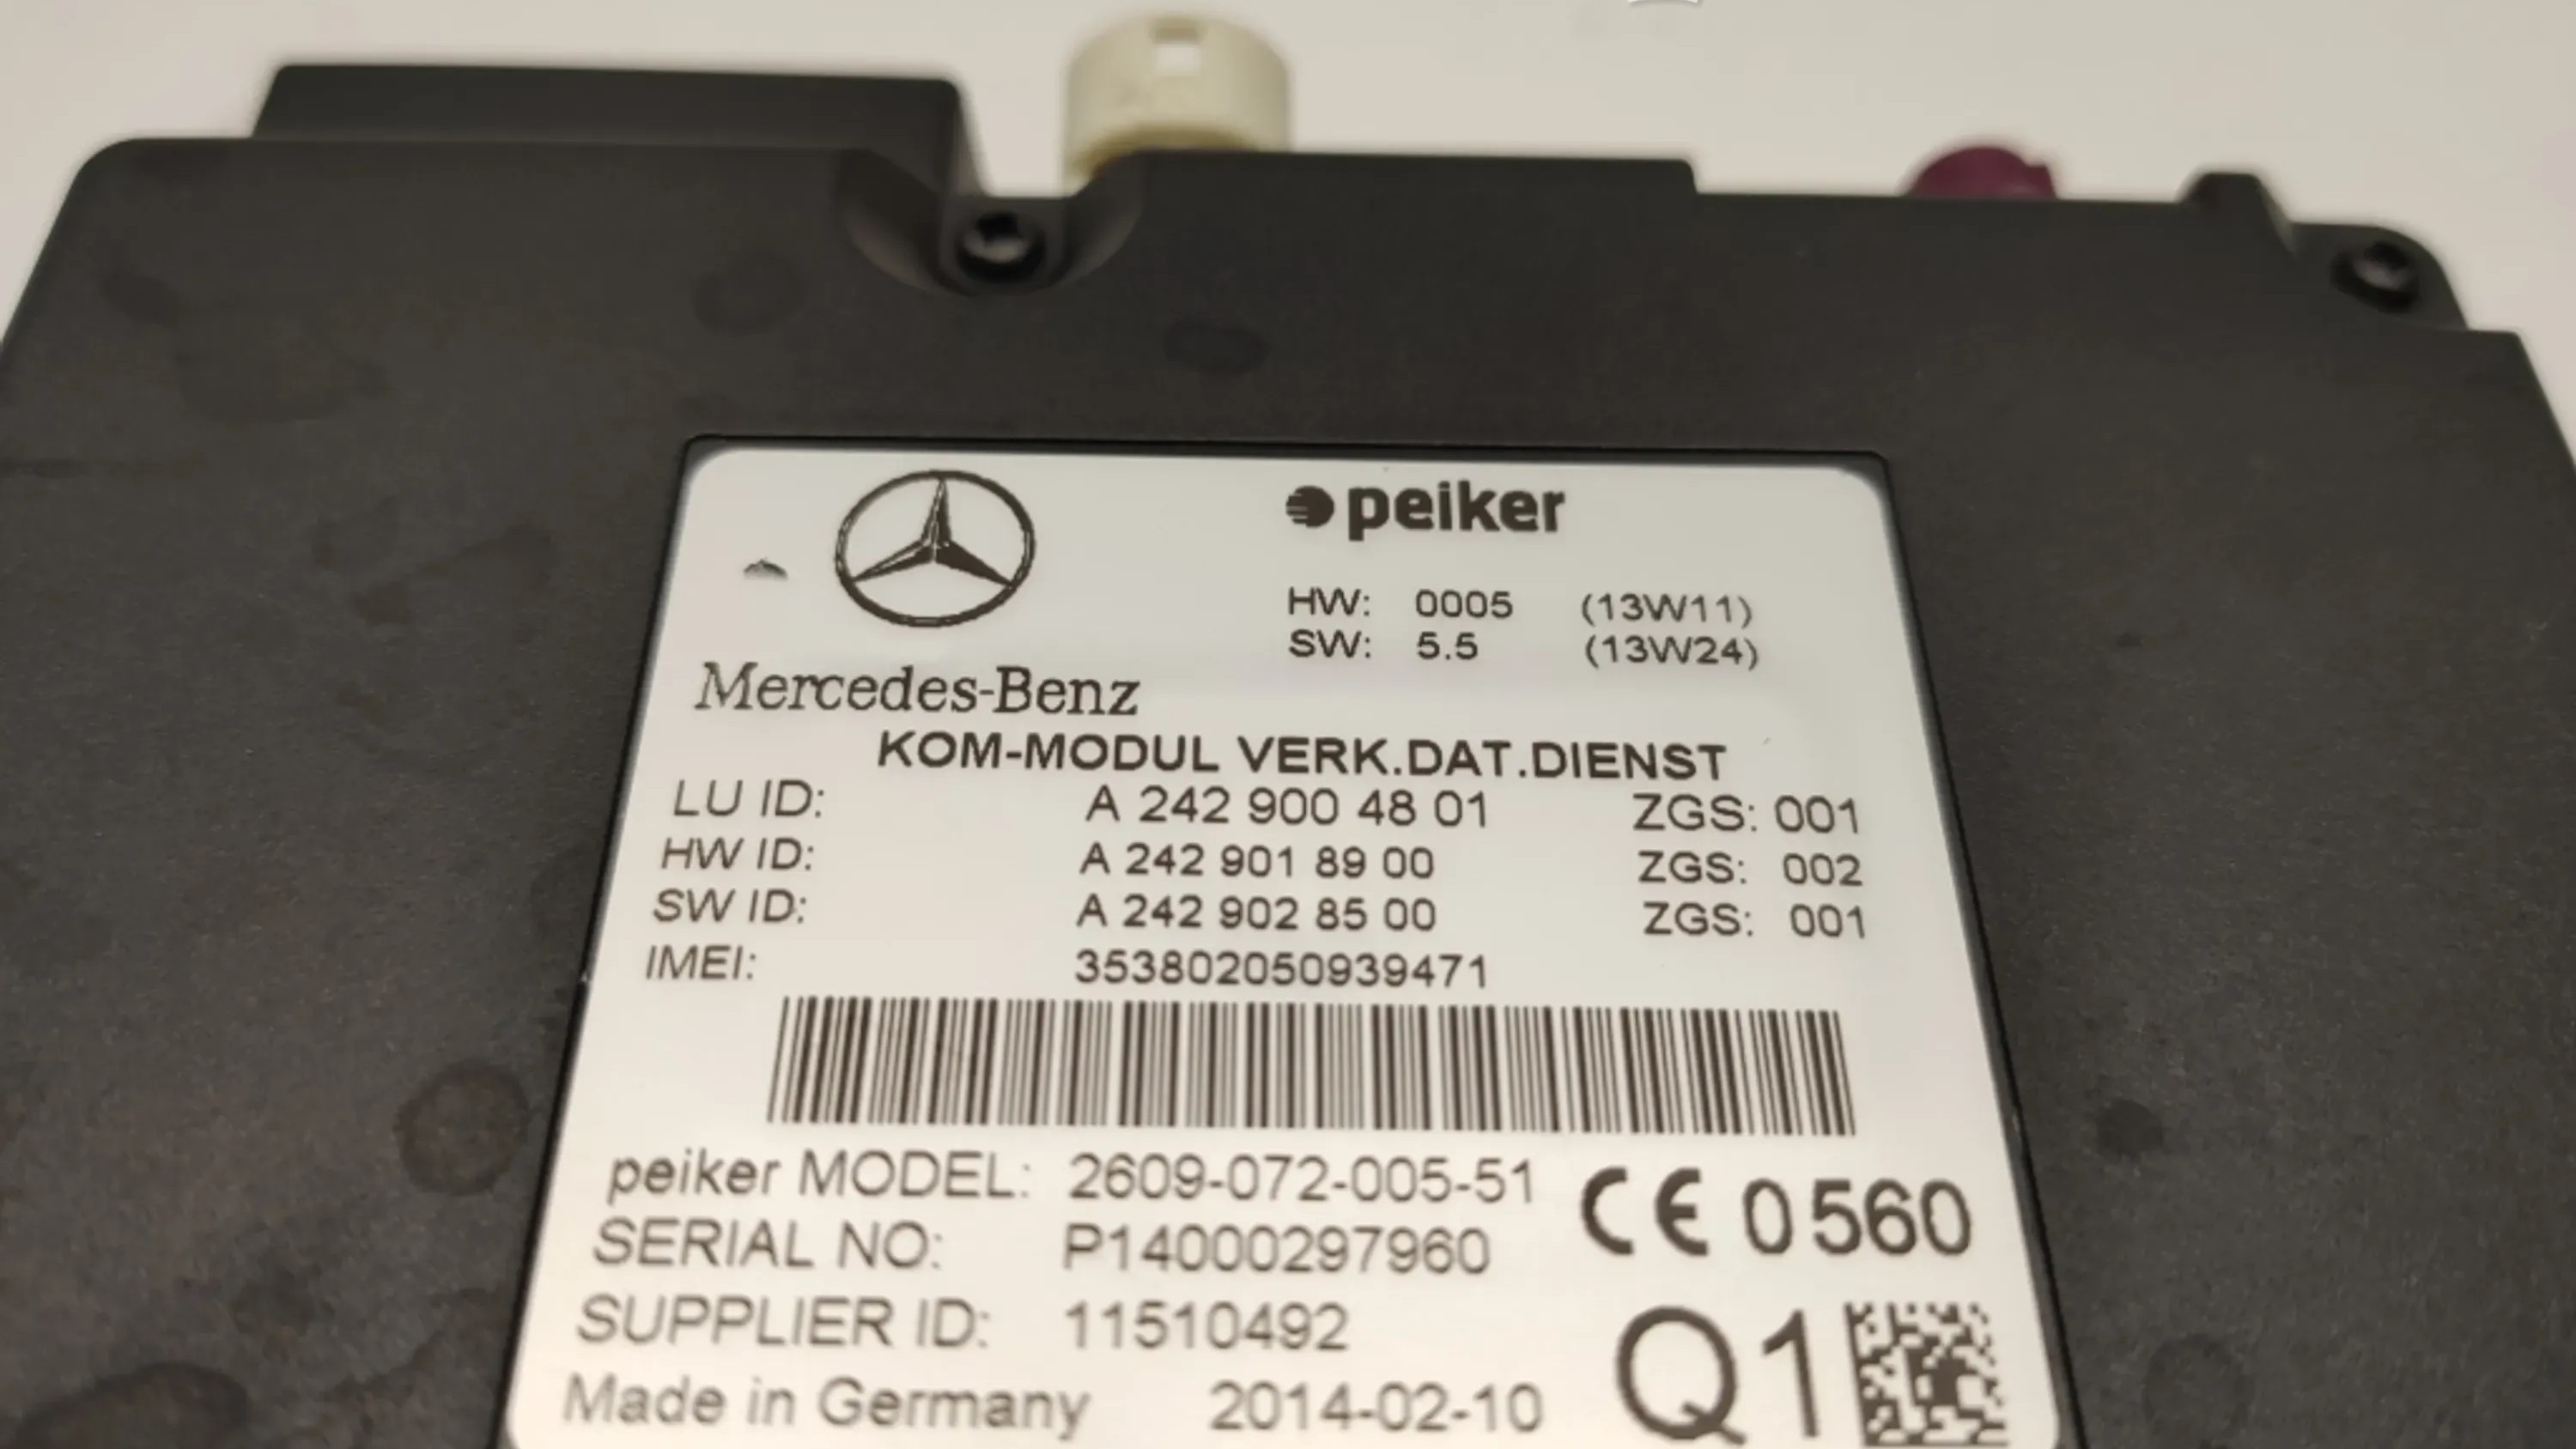 peiker
HW: 0005 (13W11)
SW: 5.5 (13W24)
Mercedes-Benz
KOM-MODUL VERK.DAT.DIENST
LU ID: A 242 900 48 01 ZGS: 001
HW ID: A 242 901 89 00 ZGS: 002
SW ID: A 242 902 85 00 ZGS: 001
IMEI: 353802050939471
peiker MODEL: 2609-072-005-51 CE 0560
SERIAL NO: P14000297960
SUPPLIER ID: 11510492
Made in Germany 2014-02-10 Q1